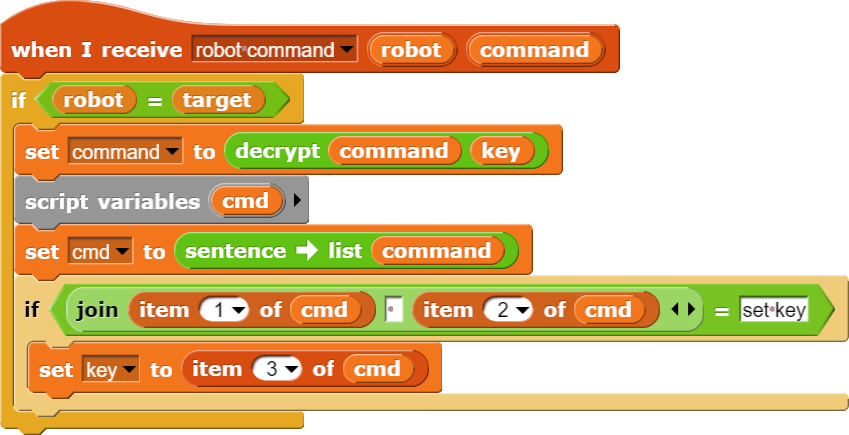 when I receive robot command robot command
if robot = target
set command to decrypt command key
script variables cmd
set cmd to sentence ➔ list command
if join item 1 of cmd item 2 of cmd = set key
set key to item 3 of cmd